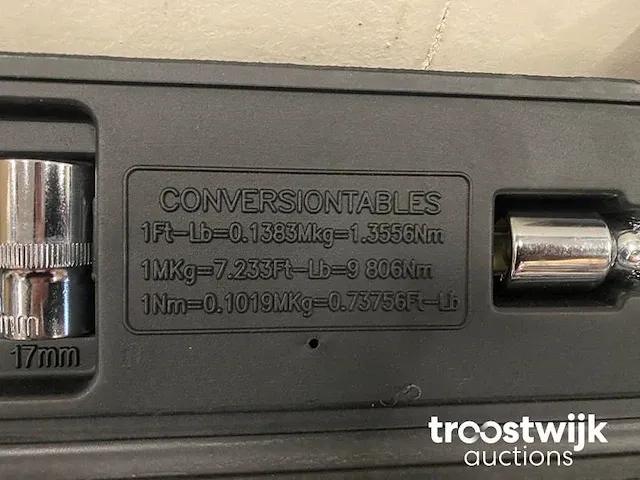 CONVERSIONTABLES
1Ft-Lb=0.1383Mkg=1.3556Nm
1MKg=7.233Ft-Lb=9 806Nm
1Nm=0.1019MKg=0.73756Ft-Lb
mm
17mm
troostwijk
auctions